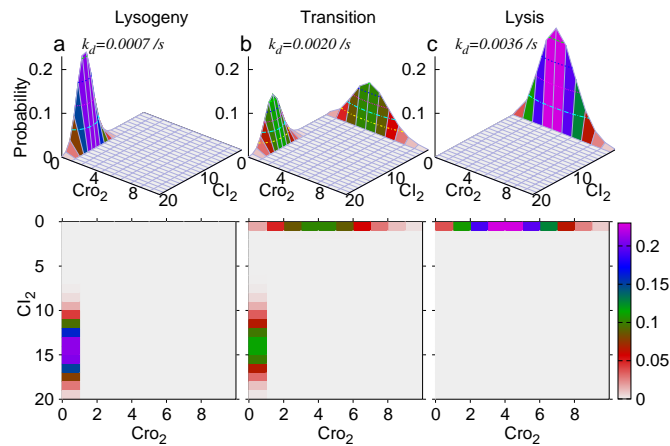 Lysogeny Transition Lysis
a k_d=0.0007 /s b k_d=0.0020 /s c k_d=0.0036 /s
Probability
0.2 0.2 0.2
0.1 0.1 0.1
0 0 0
4 8 20 10 4 8 20 10 4 8 20 10
Cro₂ CI₂ Cro₂ CI₂ Cro₂ CI₂
CI₂
0
5
10
15
20
0 2 4 6 8 0 2 4 6 8 0 2 4 6 8
Cro₂ Cro₂ Cro₂
0.2
0.15
0.1
0.05
0